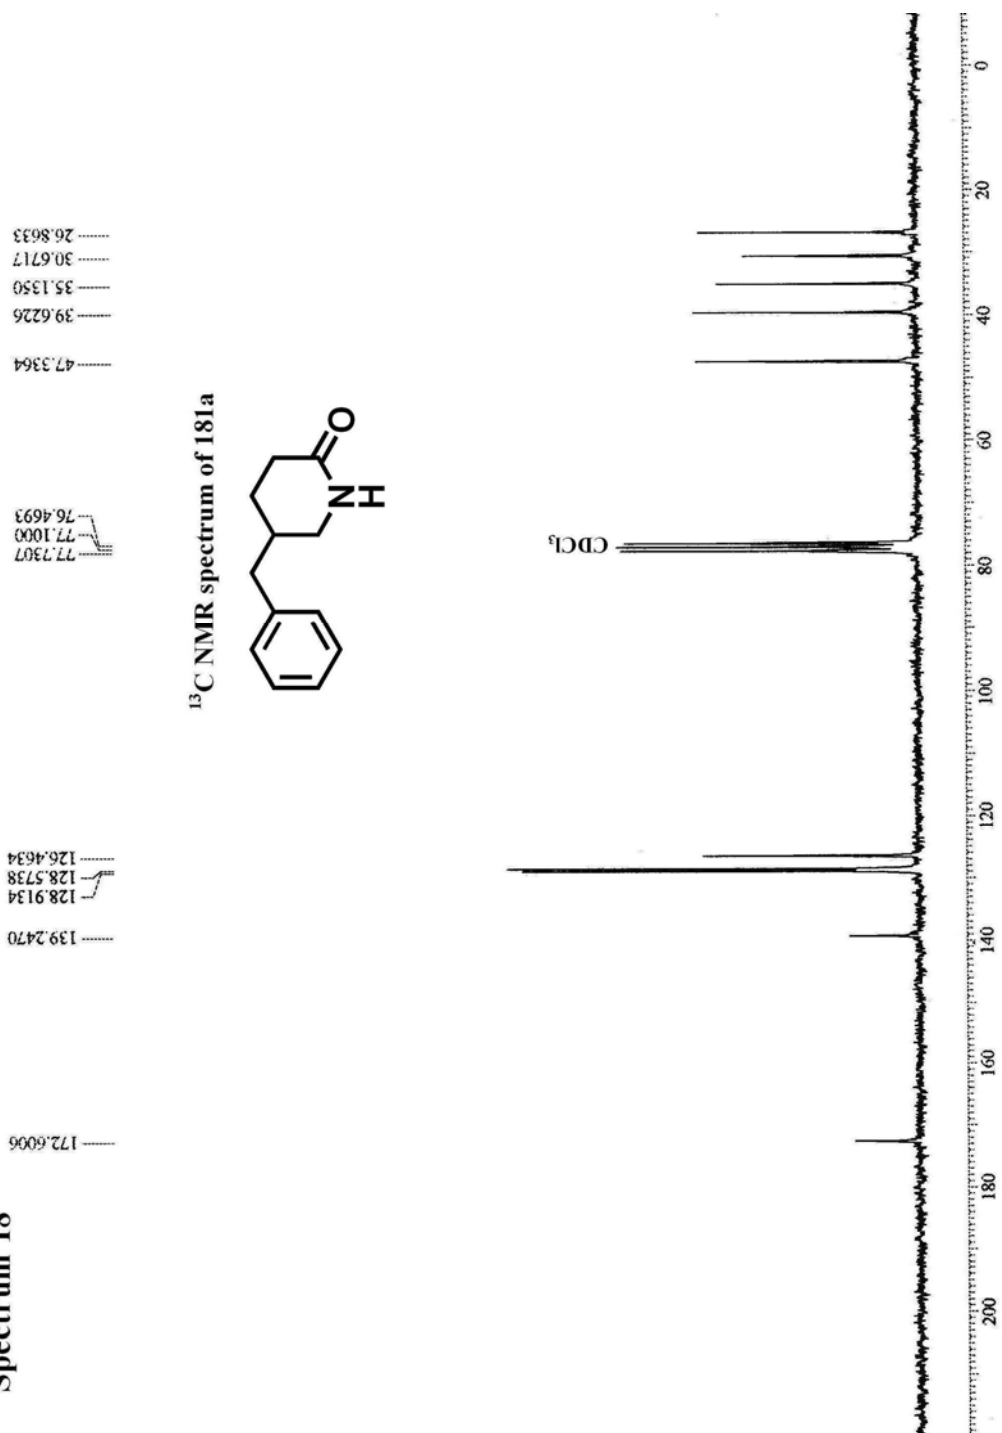 Spectrum 18
172.6006
139.2470
128.9134
128.5738
126.4634
77.7307
77.1000
76.4693
47.3364
39.6226
35.1350
30.6717
26.8633
¹³C NMR spectrum of 181a
O
N
H
CDCl₃
200 180 160 140 120 100 80 60 40 20 0